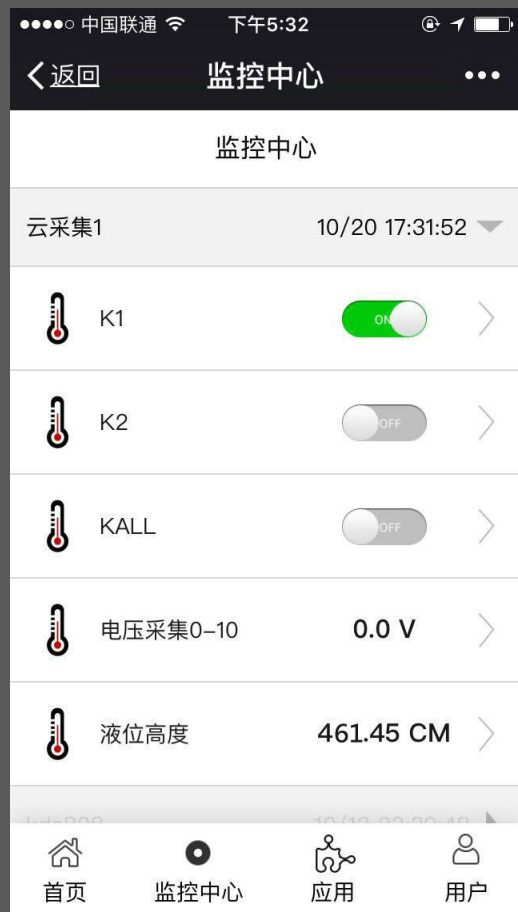 中国联通 下午5:32
返回 监控中心
监控中心
云采集1 10/20 17:31:52
K1 ON
K2 OFF
KALL OFF
电压采集0-10 0.0 V
液位高度 461.45 CM
首页 监控中心 应用 用户